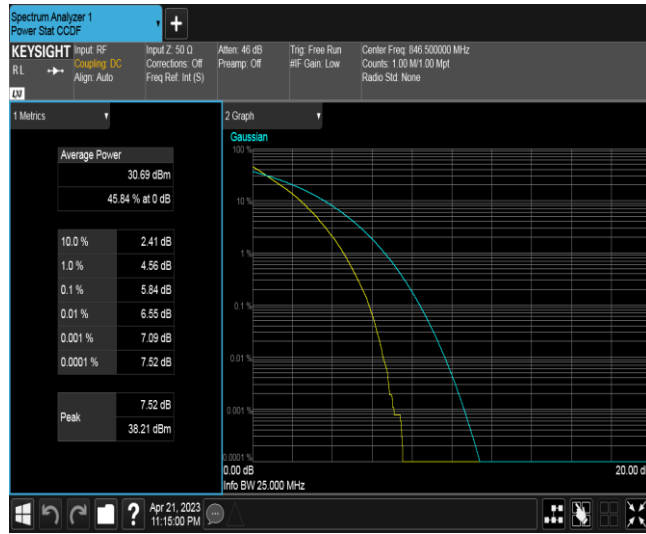 Spectrum Analyzer 1
Power Stat CCDF
KEYSIGHT
Input: RF
Coupling: DC
Align: Auto
Input Z: 50 Ω
Corrections: Off
Freq Ref: Int (S)
Atten: 46 dB
Preamp: Off
Trig: Free Run
#IF Gain: Low
Center Freq: 846.500000 MHz
Counts: 1.00 M/1.00 Mpt
Radio Std: None
RL
LXI
1 Metrics
Average Power
30.69 dBm
45.84 % at 0 dB
10.0 % 2.41 dB
1.0 % 4.56 dB
0.1 % 5.84 dB
0.01 % 6.55 dB
0.001 % 7.09 dB
0.0001 % 7.52 dB
Peak
7.52 dB
38.21 dBm
2 Graph
Gaussian
100 %
10 %
1 %
0.1 %
0.01 %
0.001 %
0.0001 %
0.00 dB
20.00 d
Info BW 25.000 MHz
?
Apr 21, 2023
11:15:00 PM